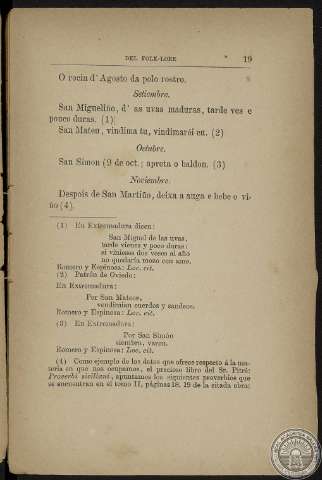 DEL FOLK-LORE 19
O rocín d' Agosto da polo rostro.
Setiembre.
San Migueliño, d' as uvas maduras, tarde ves e
pouco duras. (1)
San Mateu, vindima tu, vindimaréi eu. (2)
Octubre.
San Simon (9 de oct.; apreta o baldon. (3)
Noviembre.
Despois de San Martiño, deixa a auga e bebe o vi-
ño (4).
(1) En Extremadura dicen:
San Miguel de las uvas,
tarde vienes y poco duras;
si vinieras dos veces al año
no quedaría mozo con amo.
Romero y Espinosa: Loc. cit.
(2) Patrón de Oviedo:
En Extremadura:
Por San Mateos,
vendimian cuerdos y sandeos.
Romero y Espinosa: Loc. cit.
(3) En Extremadura:
Por San Simón
siembra, varon.
Romero y Espinosa: Loc. cit.
(4) Como ejemplo de los datos que ofrece respecto á la ma-
teria en que nos ocupamos, el precioso libro del Sr. Pitré:
Proverbi siciliani, apuntamos los siguientes proverbios que
se encuentran en el tomo II, páginas 18, 19 de la citada obra: